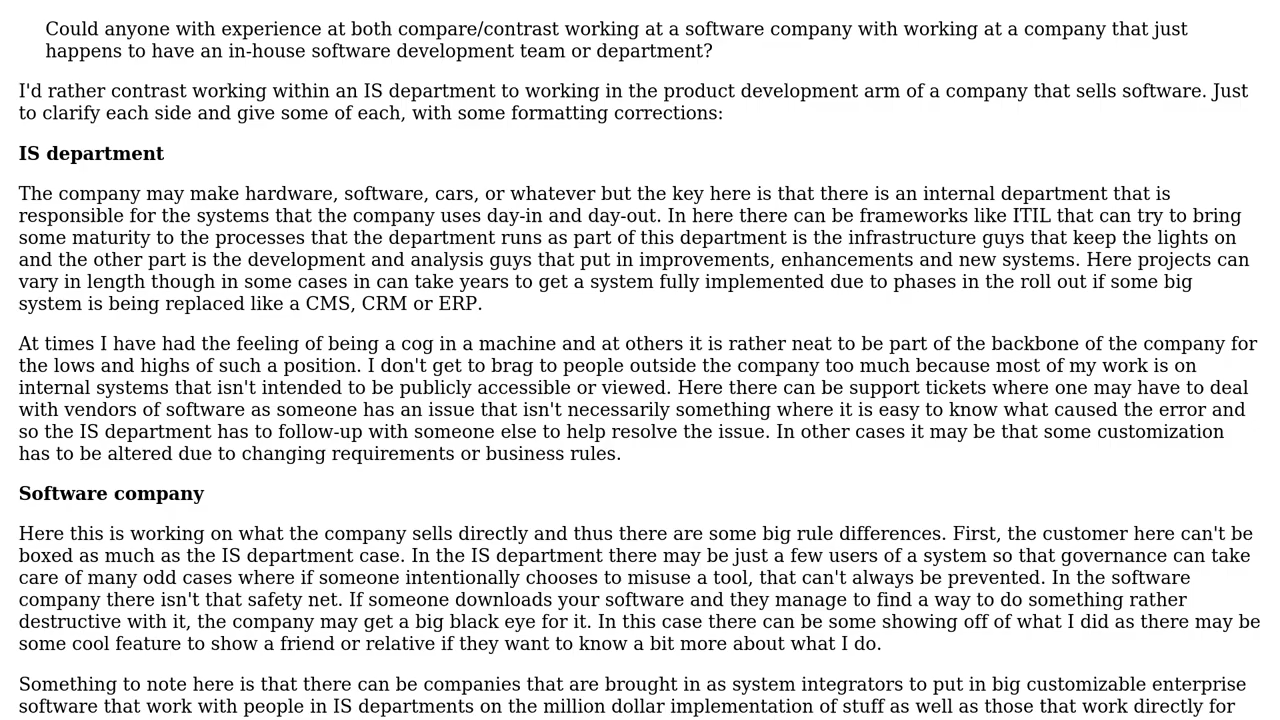 Could anyone with experience at both compare/contrast working at a software company with working at a company that just
happens to have an in-house software development team or department?
I'd rather contrast working within an IS department to working in the product development arm of a company that sells software. Just
to clarify each side and give some of each, with some formatting corrections:
IS department
The company may make hardware, software, cars, or whatever but the key here is that there is an internal department that is
responsible for the systems that the company uses day-in and day-out. In here there can be frameworks like ITIL that can try to bring
some maturity to the processes that the department runs as part of this department is the infrastructure guys that keep the lights on
and the other part is the development and analysis guys that put in improvements, enhancements and new systems. Here projects can
vary in length though in some cases in can take years to get a system fully implemented due to phases in the roll out if some big
system is being replaced like a CMS, CRM or ERP.
At times I have had the feeling of being a cog in a machine and at others it is rather neat to be part of the backbone of the company for
the lows and highs of such a position. I don't get to brag to people outside the company too much because most of my work is on
internal systems that isn't intended to be publicly accessible or viewed. Here there can be support tickets where one may have to deal
with vendors of software as someone has an issue that isn't necessarily something where it is easy to know what caused the error and
so the IS department has to follow-up with someone else to help resolve the issue. In other cases it may be that some customization
has to be altered due to changing requirements or business rules.
Software company
Here this is working on what the company sells directly and thus there are some big rule differences. First, the customer here can't be
boxed as much as the IS department case. In the IS department there may be just a few users of a system so that governance can take
care of many odd cases where if someone intentionally chooses to misuse a tool, that can't always be prevented. In the software
company there isn't that safety net. If someone downloads your software and they manage to find a way to do something rather
destructive with it, the company may get a big black eye for it. In this case there can be some showing off of what I did as there may be
some cool feature to show a friend or relative if they want to know a bit more about what I do.
Something to note here is that there can be companies that are brought in as system integrators to put in big customizable enterprise
software that work with people in IS departments on the million dollar implementation of stuff as well as those that work directly for